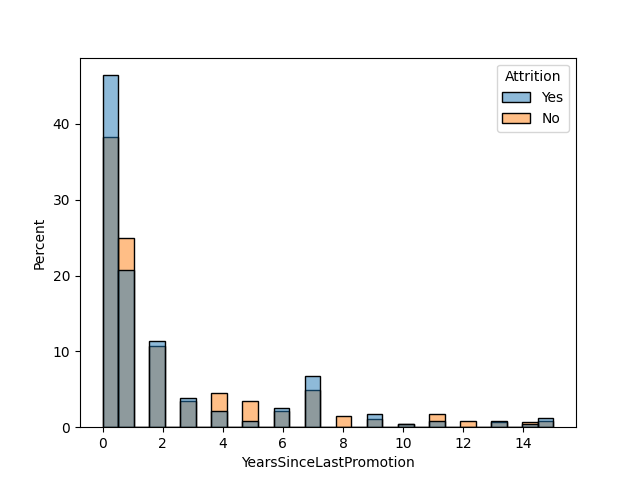 Attrition
Yes
No
Percent
40
30
20
10
0
0 2 4 6 8 10 12 14
YearsSinceLastPromotion